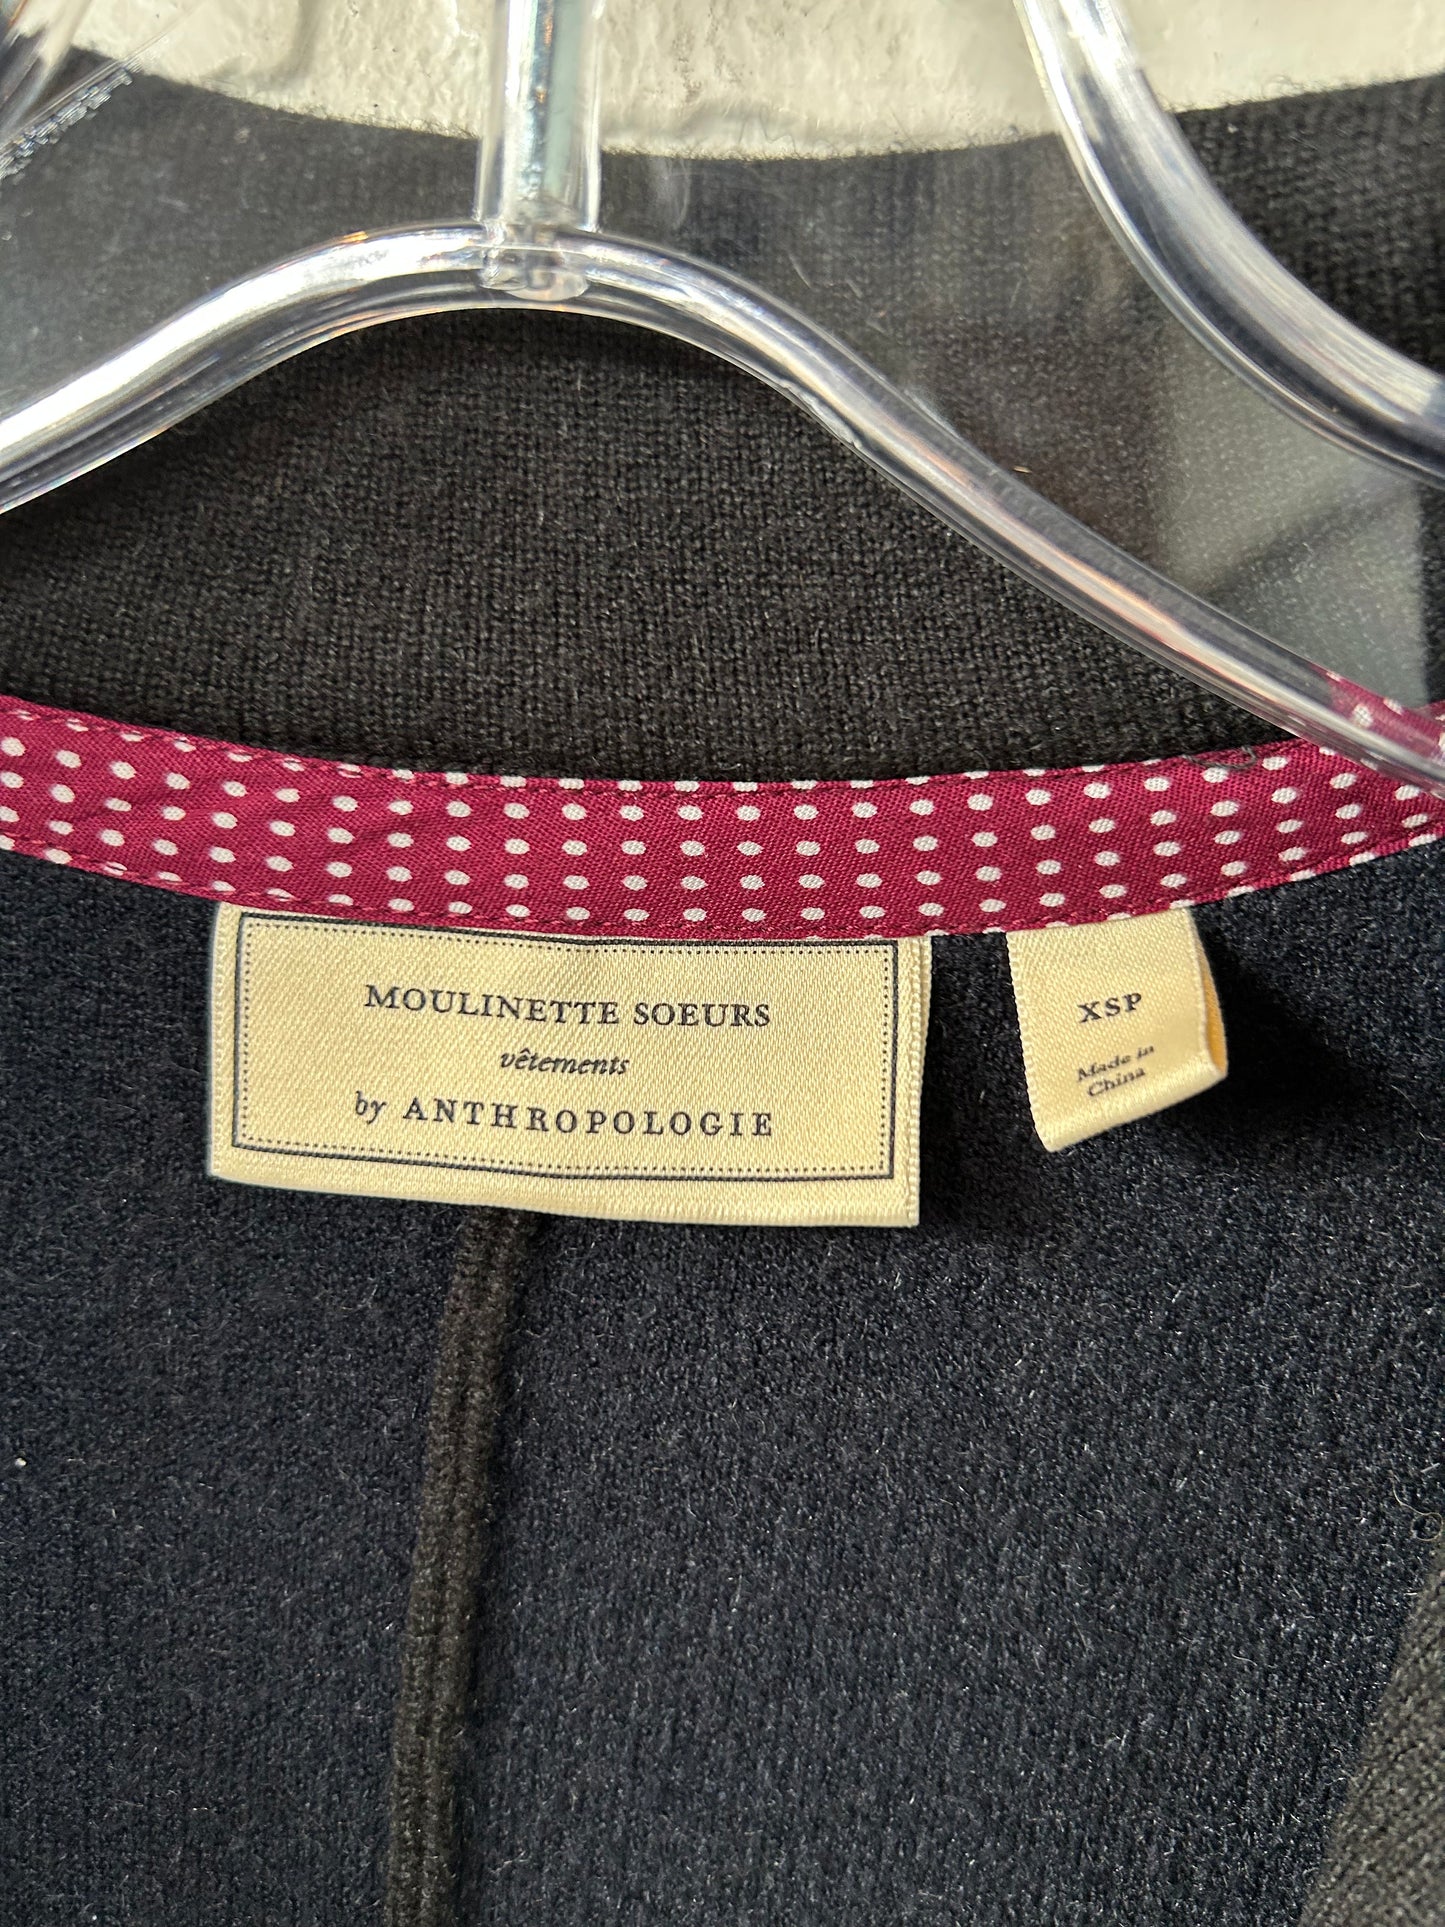 MOULINETTE SOEURS
vêtements
by ANTHROPOLOGIE
XSP
Made in
China